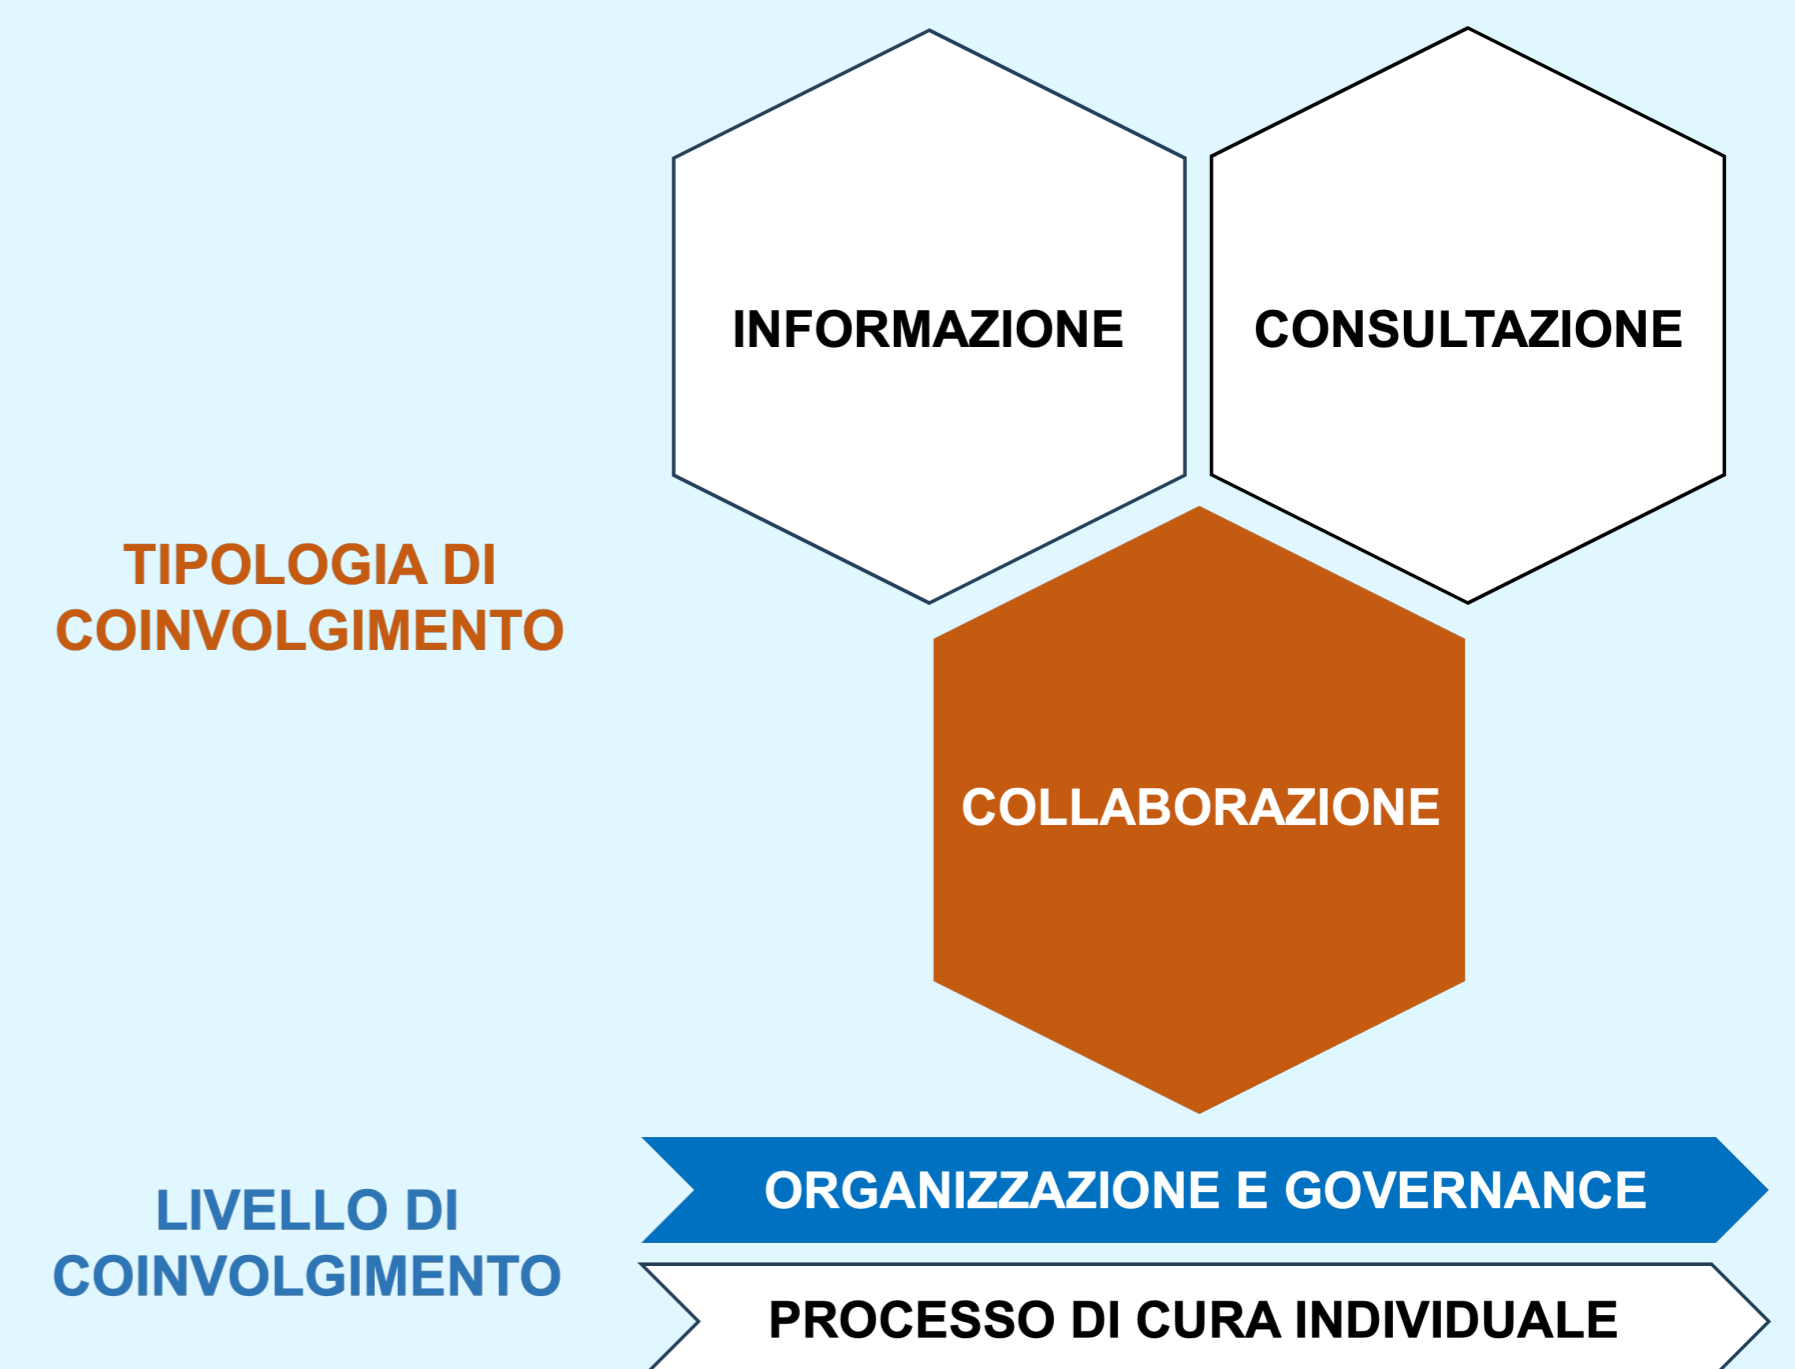 INFORMAZIONE
CONSULTAZIONE
TIPOLOGIA DI
COINVOLGIMENTO
COLLABORAZIONE
LIVELLO DI
COINVOLGIMENTO
ORGANIZZAZIONE E GOVERNANCE
PROCESSO DI CURA INDIVIDUALE